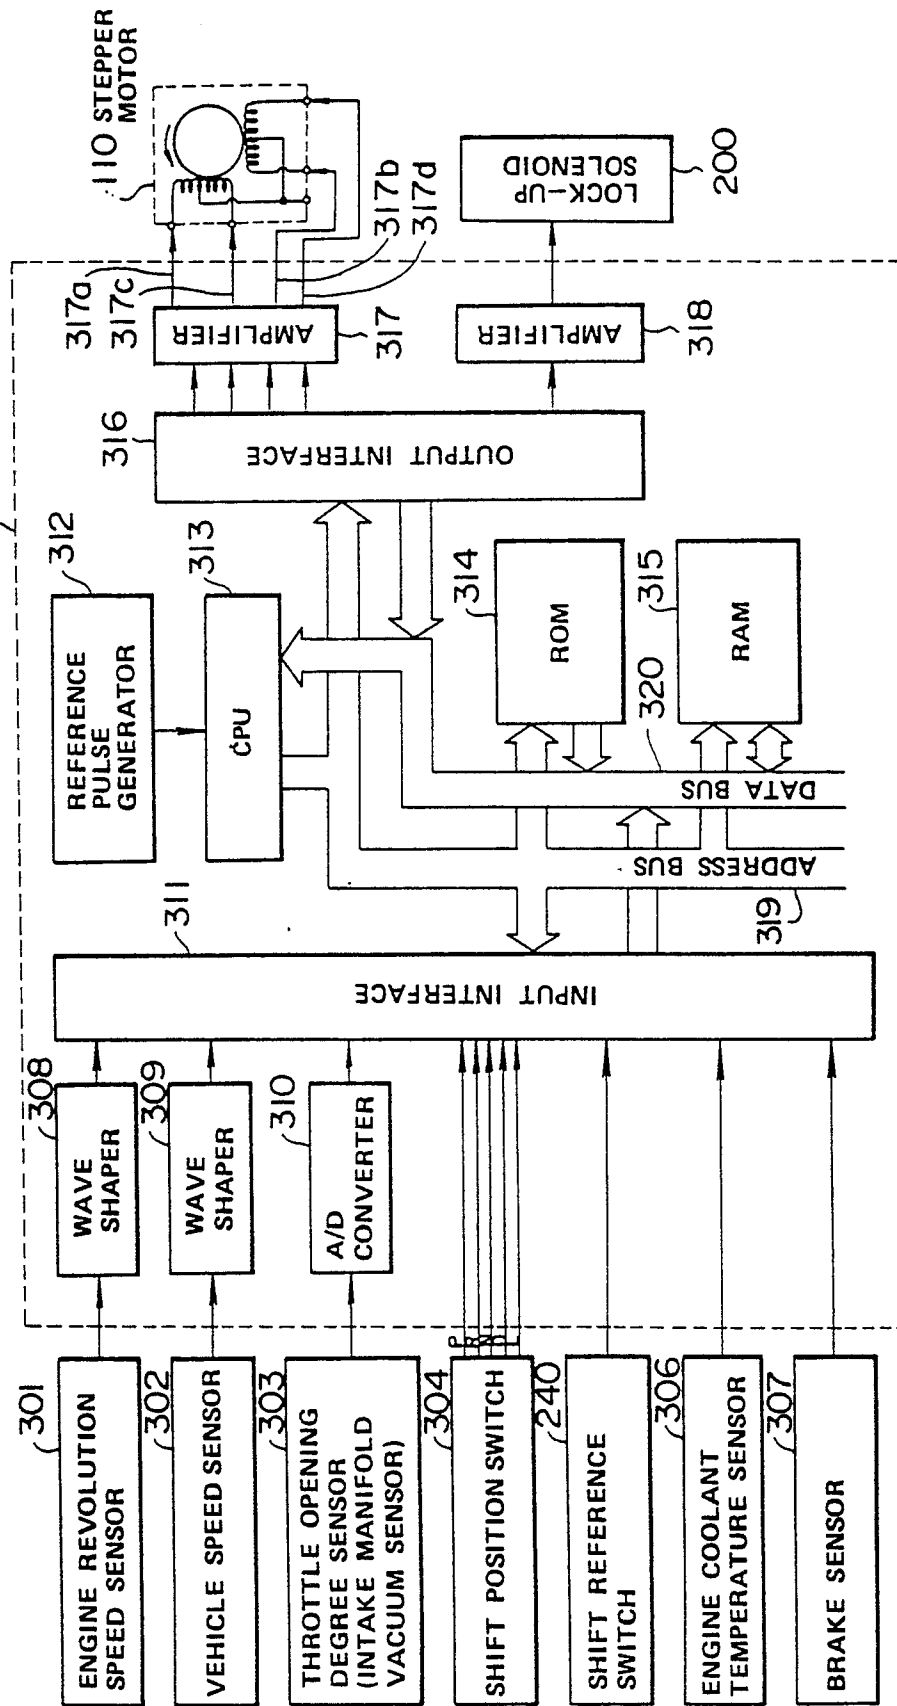 301
ENGINE REVOLUTION
SPEED SENSOR
302
VEHICLE SPEED SENSOR
303
THROTTLE OPENING
DEGREE SENSOR
(INTAKE MANIFOLD
VACUUM SENSOR)
304
SHIFT POSITION SWITCH
240
SHIFT REFERENCE
SWITCH
306
ENGINE COOLANT
TEMPERATURE SENSOR
307
BRAKE SENSOR
308
WAVE
SHAPER
309
WAVE
SHAPER
310
A/D
CONVERTER
311
INPUT INTERFACE
312
REFERENCE
PULSE
GENERATOR
313
CPU
319
ADDRESS BUS
320
DATA BUS
314
ROM
315
RAM
316
OUTPUT INTERFACE
317
AMPLIFIER
318
AMPLIFIER
317a
317c
317b
317d
110 STEPPER
MOTOR
LOCK-UP
SOLENOID
200